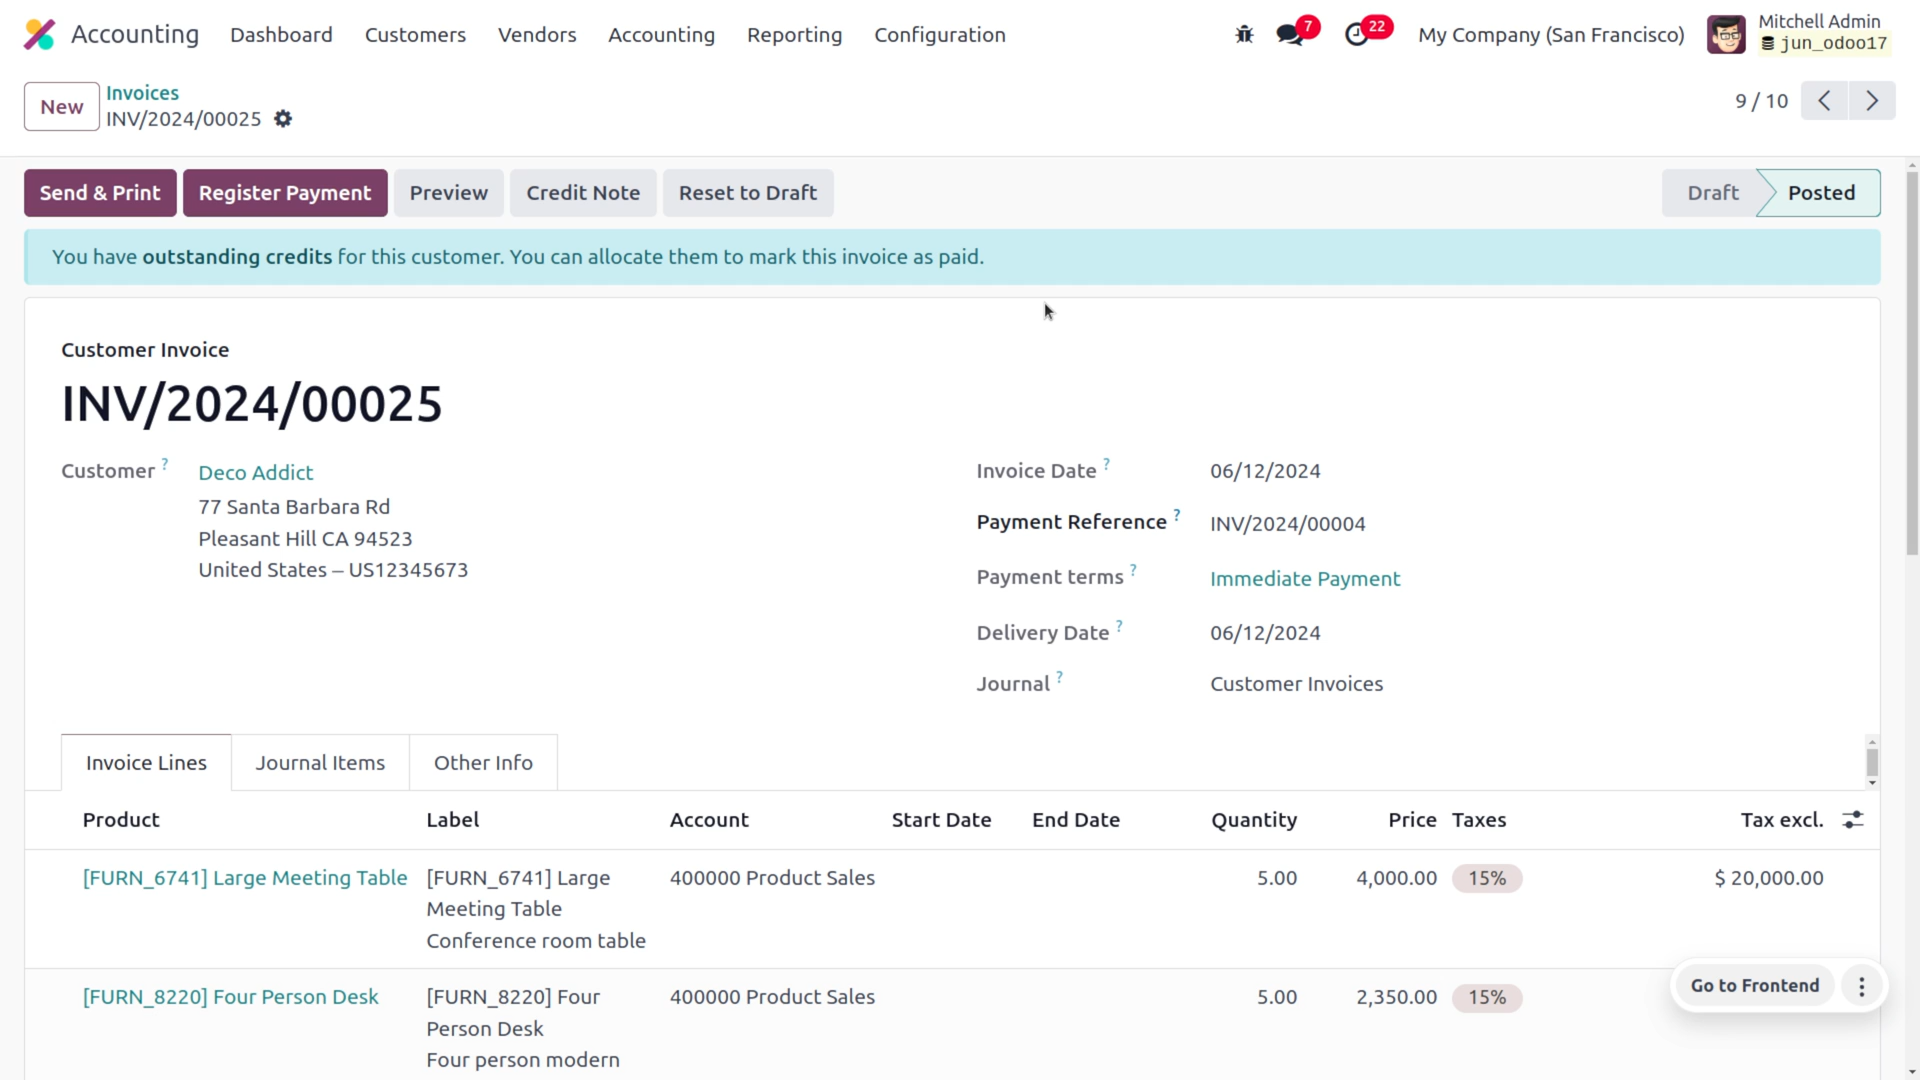 Accounting Dashboard Customers Vendors Accounting Reporting Configuration 7 22 My Company (San Francisco) Mitchell Admin
jun_odoo17
New Invoices 9 / 10
INV/2024/00025
Send & Print Register Payment Preview Credit Note Reset to Draft Draft Posted
You have outstanding credits for this customer. You can allocate them to mark this invoice as paid.
Customer Invoice
INV/2024/00025
Customer ? Deco Addict
77 Santa Barbara Rd
Pleasant Hill CA 94523
United States – US12345673
Invoice Date ? 06/12/2024
Payment Reference ? INV/2024/00004
Payment terms ? Immediate Payment
Delivery Date ? 06/12/2024
Journal ? Customer Invoices
Invoice Lines Journal Items Other Info
Product Label Account Start Date End Date Quantity Price Taxes Tax excl.
[FURN_6741] Large Meeting Table [FURN_6741] Large 400000 Product Sales 5.00 4,000.00 15% $ 20,000.00
Meeting Table
Conference room table
[FURN_8220] Four Person Desk [FURN_8220] Four 400000 Product Sales 5.00 2,350.00 15%
Person Desk
Four person modern
Go to Frontend